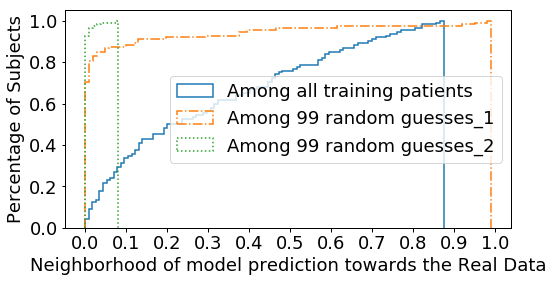 1.0
0.8
0.6
0.4
0.2
0.0
Percentage of Subjects
Among all training patients
Among 99 random guesses_1
Among 99 random guesses_2
0.0 0.1 0.2 0.3 0.4 0.5 0.6 0.7 0.8 0.9 1.0
Neighborhood of model prediction towards the Real Data